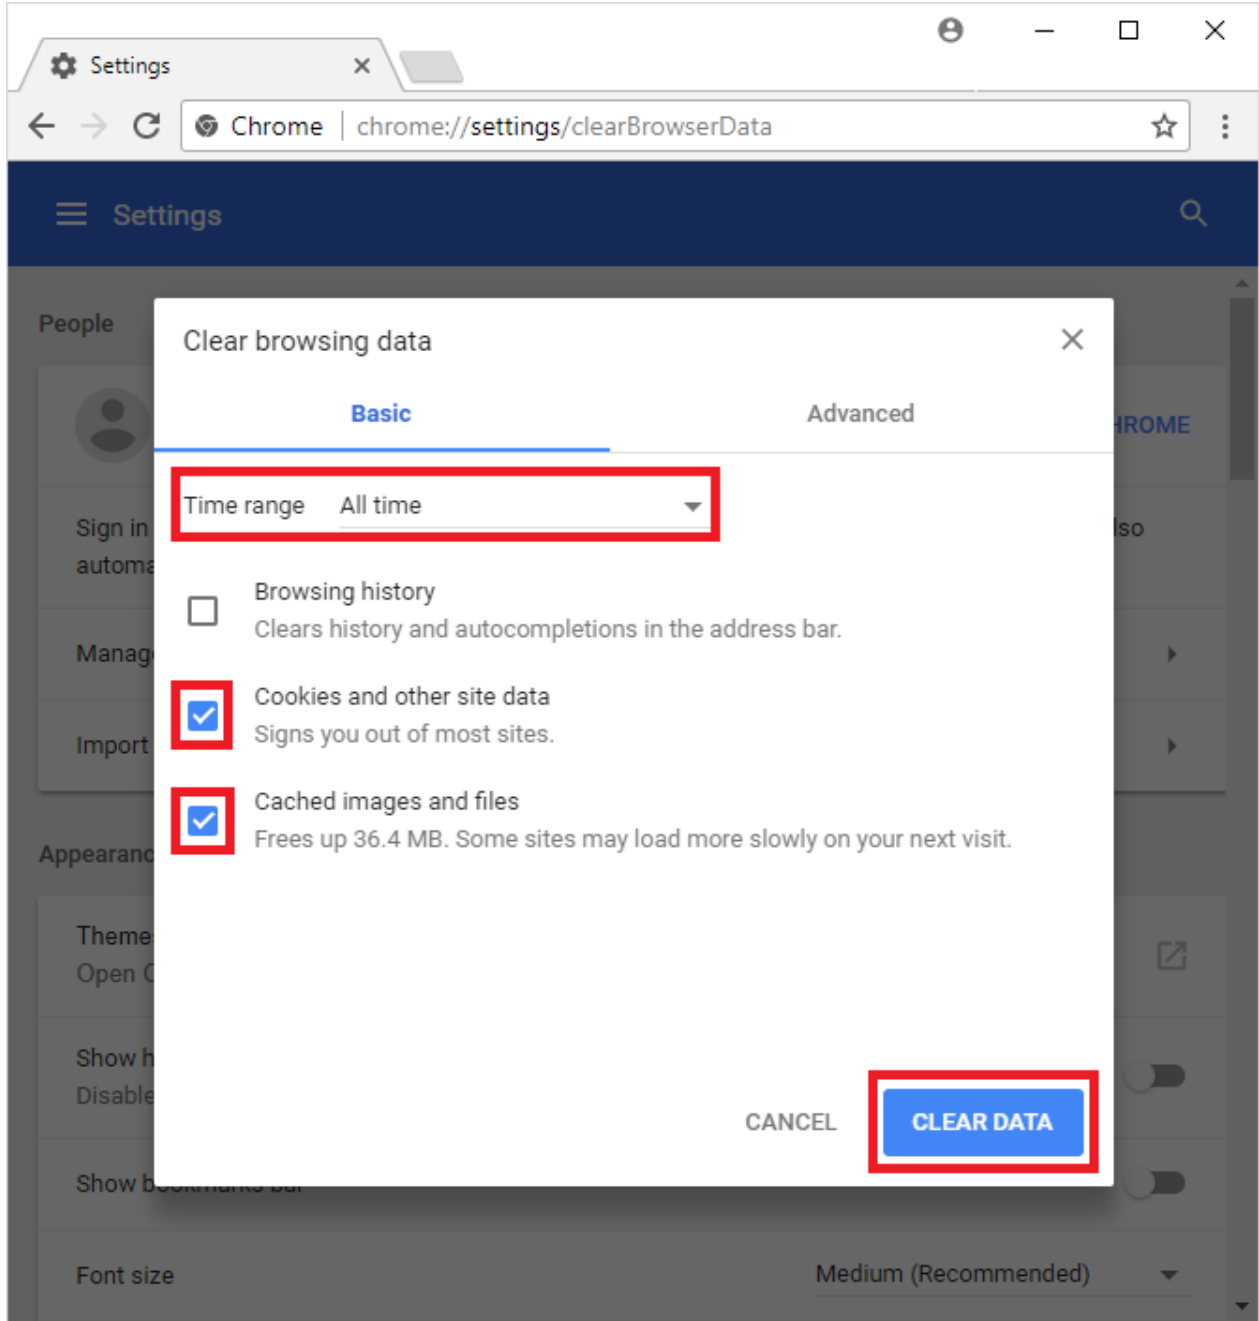 Settings
Chrome | chrome://settings/clearBrowserData
Settings
People
Clear browsing data
Basic Advanced
HROME
Time range All time
Sign in lso
automa
Browsing history
Clears history and autocompletions in the address bar.
Manag
Cookies and other site data
Signs you out of most sites.
Import
Cached images and files
Frees up 36.4 MB. Some sites may load more slowly on your next visit.
Appearanc
Theme
Open
Show h
Disable
CANCEL CLEAR DATA
Show bookmarks bar
Font size Medium (Recommended)